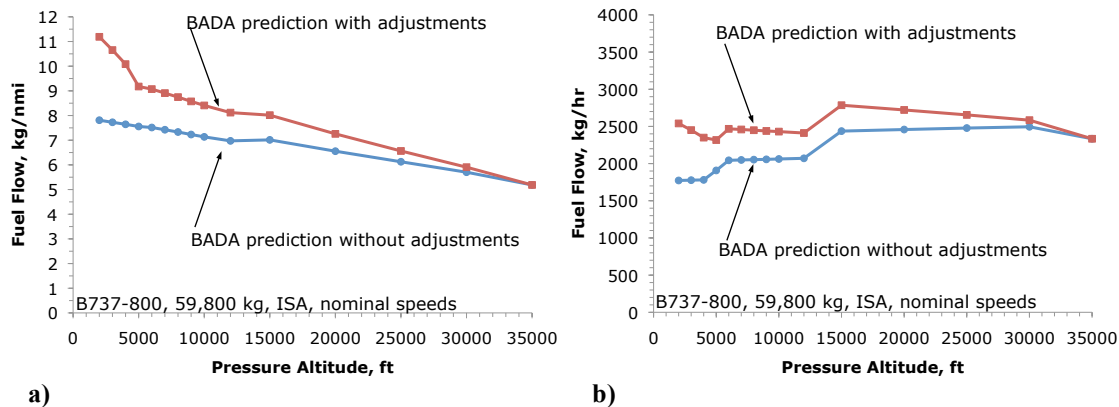 12
11
10
9
8
7
6
5
4
3
2
1
0
Fuel Flow, kg/nmi
BADA prediction with adjustments
BADA prediction without adjustments
B737-800, 59,800 kg, ISA, nominal speeds
0 5000 10000 15000 20000 25000 30000 35000
Pressure Altitude, ft
a)
4000
3500
3000
2500
2000
1500
1000
500
0
Fuel Flow, kg/hr
BADA prediction with adjustments
BADA prediction without adjustments
B737-800, 59,800 kg, ISA, nominal speeds
0 5000 10000 15000 20000 25000 30000 35000
Pressure Altitude, ft
b)